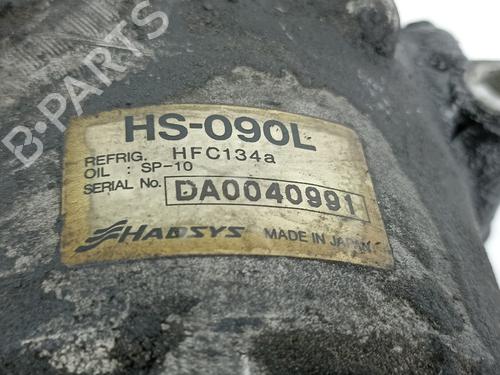 HS-090L
REFRIG. HFC134a
OIL : SP-10
SERIAL No. DA0040991
HADSYS MADE IN JAPAN
B-PARTS